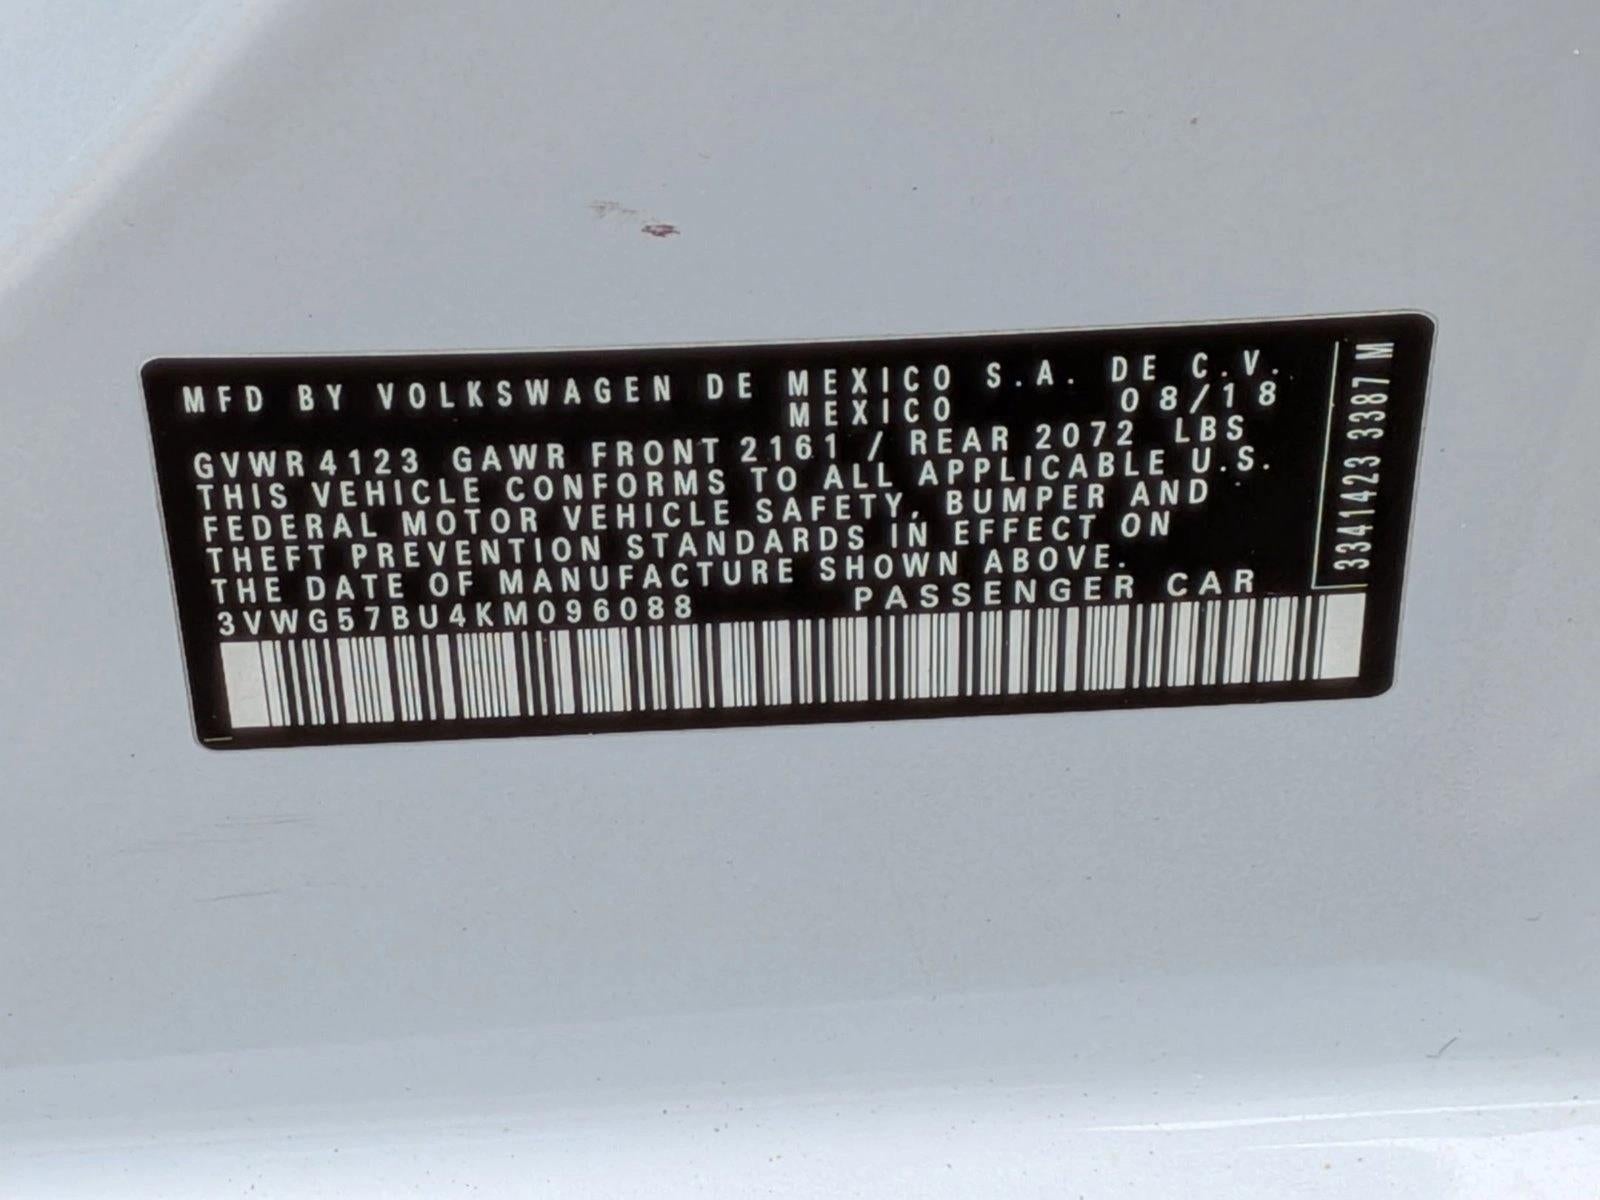 MFD BY VOLKSWAGEN DE MEXICO S.A. DE C.V.
MEXICO 08/18
GVWR 4123 GAWR FRONT 2161 / REAR 2072 LBS
THIS VEHICLE CONFORMS TO ALL APPLICABLE U.S.
FEDERAL MOTOR VEHICLE SAFETY, BUMPER AND
THEFT PREVENTION STANDARDS IN EFFECT ON
THE DATE OF MANUFACTURE SHOWN ABOVE.
3VWG57BU4KM096088 PASSENGER CAR
3341423 3387 M